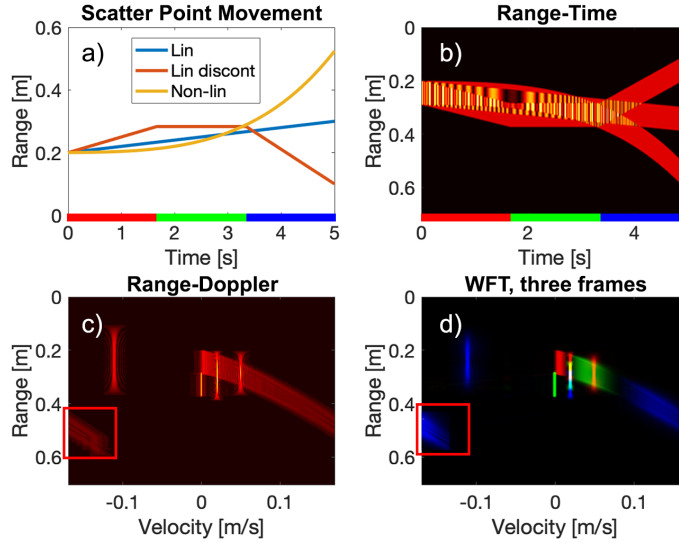 Scatter Point Movement
0.6
a)
Lin
Lin discont
Non-lin
0.4
0.2
0
Range [m]
0 1 2 3 4 5
Time [s]
Range-Time
0
b)
0.2
0.4
0.6
Range [m]
0 2 4
Time [s]
Range-Doppler
0
c)
0.2
0.4
0.6
Range [m]
-0.1 0 0.1
Velocity [m/s]
WFT, three frames
0
d)
0.2
0.4
0.6
Range [m]
-0.1 0 0.1
Velocity [m/s]